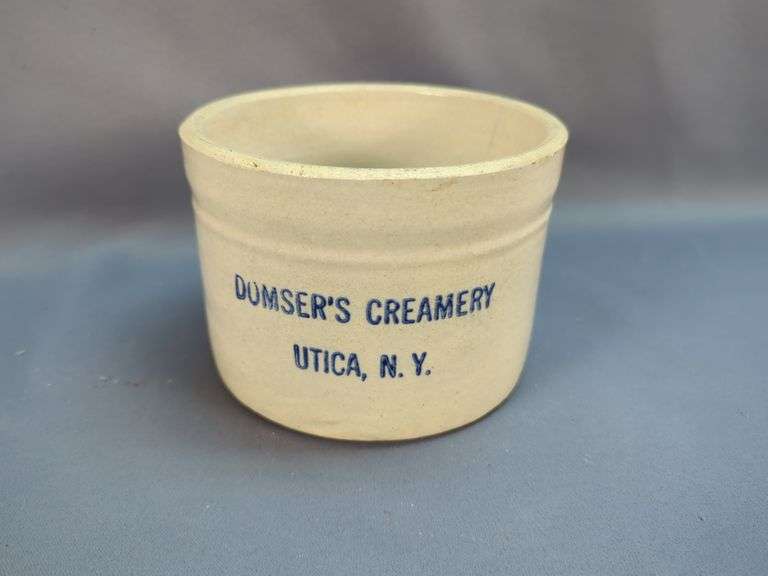 DOMSER'S CREAMERY
UTICA, N. Y.